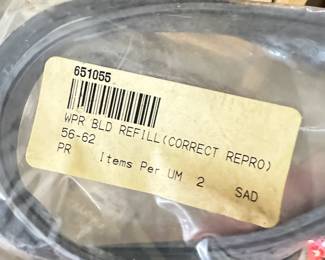 651055
WPR BLD REFILL(CORRECT REPRO)
56-62
PR Items Per UM 2 SAD